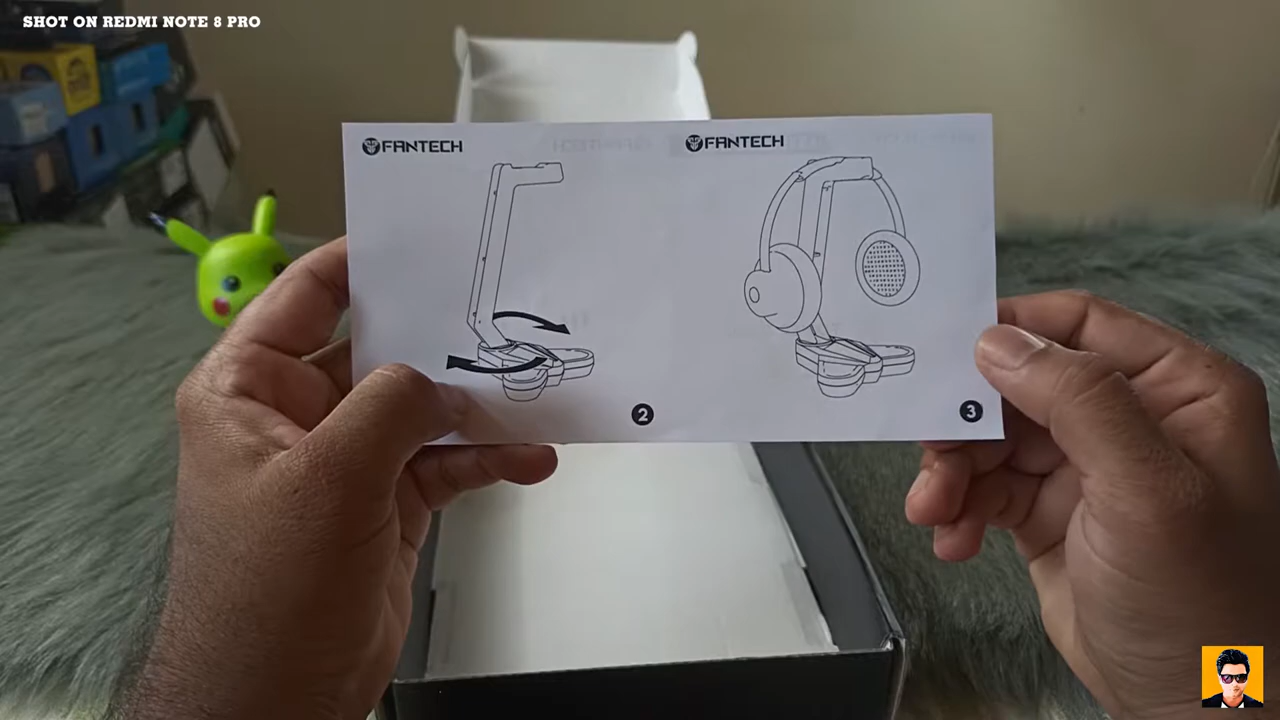 SHOT ON REDMI NOTE 8 PRO
FANTECH
FANTECH
2
3